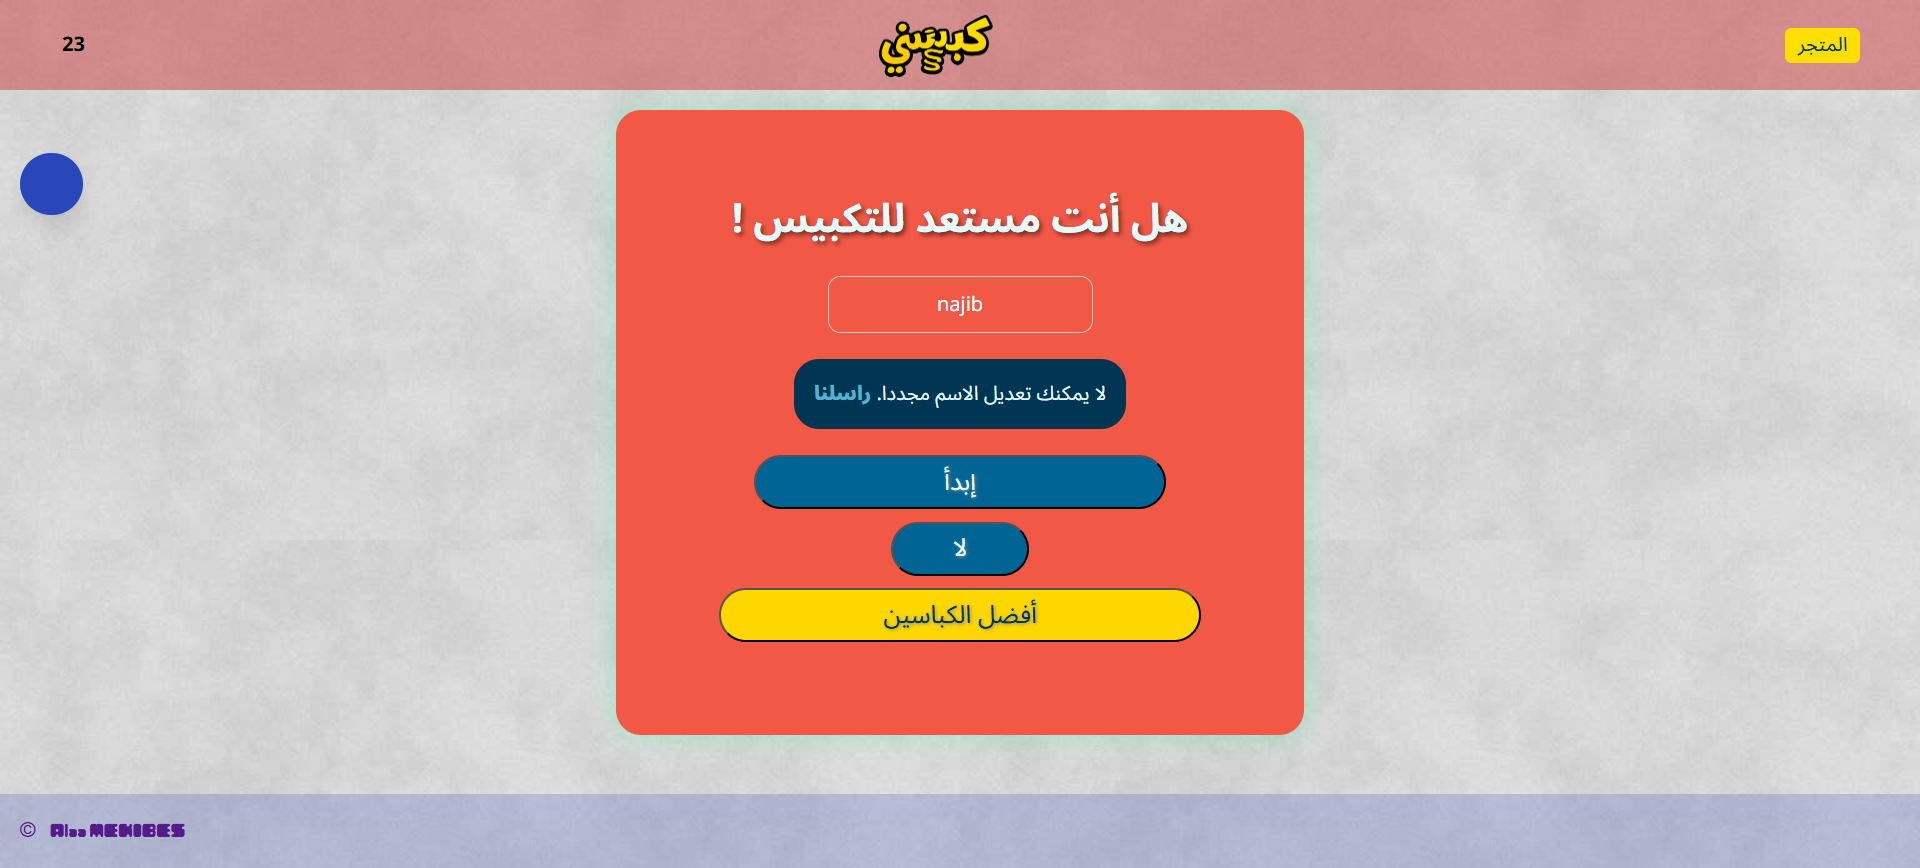 المتجر
كبسني
23
هل أنت مستعد للتكبيس !
najib
لا يمكنك تعديل الاسم مجددا. راسلنا
إبدأ
لا
أفضل الكباسين
© Alaa MEKIBES